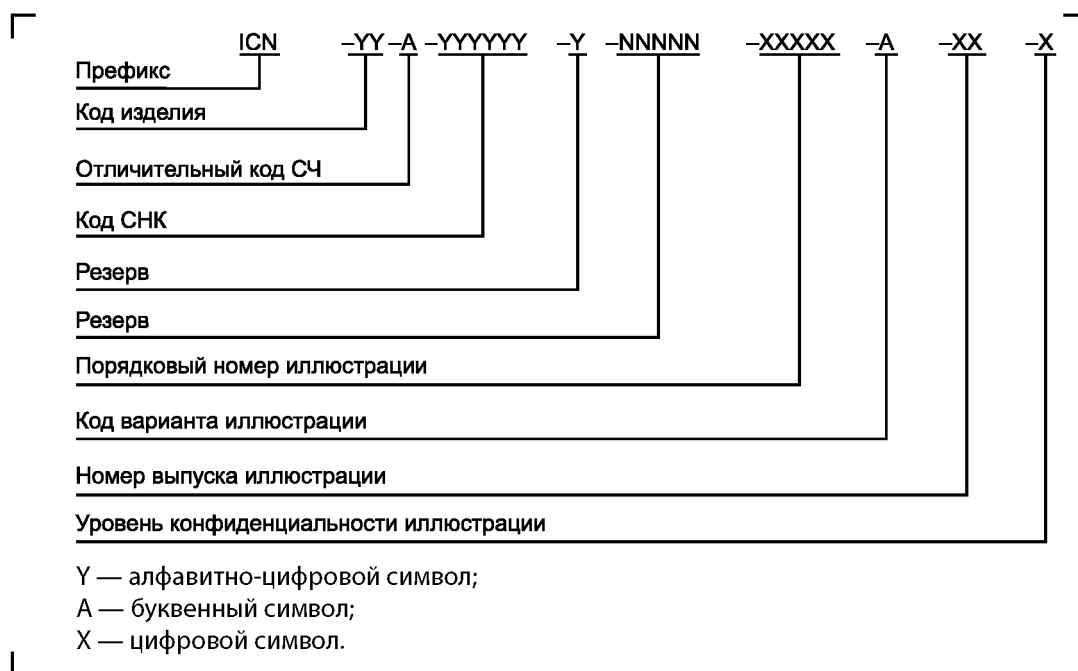 ICN –YY –A –YYYYYY –Y –NNNNN –XXXXX –A –XX –X
Префикс
Код изделия
Отличительный код СЧ
Код СНК
Резерв
Резерв
Порядковый номер иллюстрации
Код варианта иллюстрации
Номер выпуска иллюстрации
Уровень конфиденциальности иллюстрации
Y — алфавитно-цифровой символ;
A — буквенный символ;
X — цифровой символ.